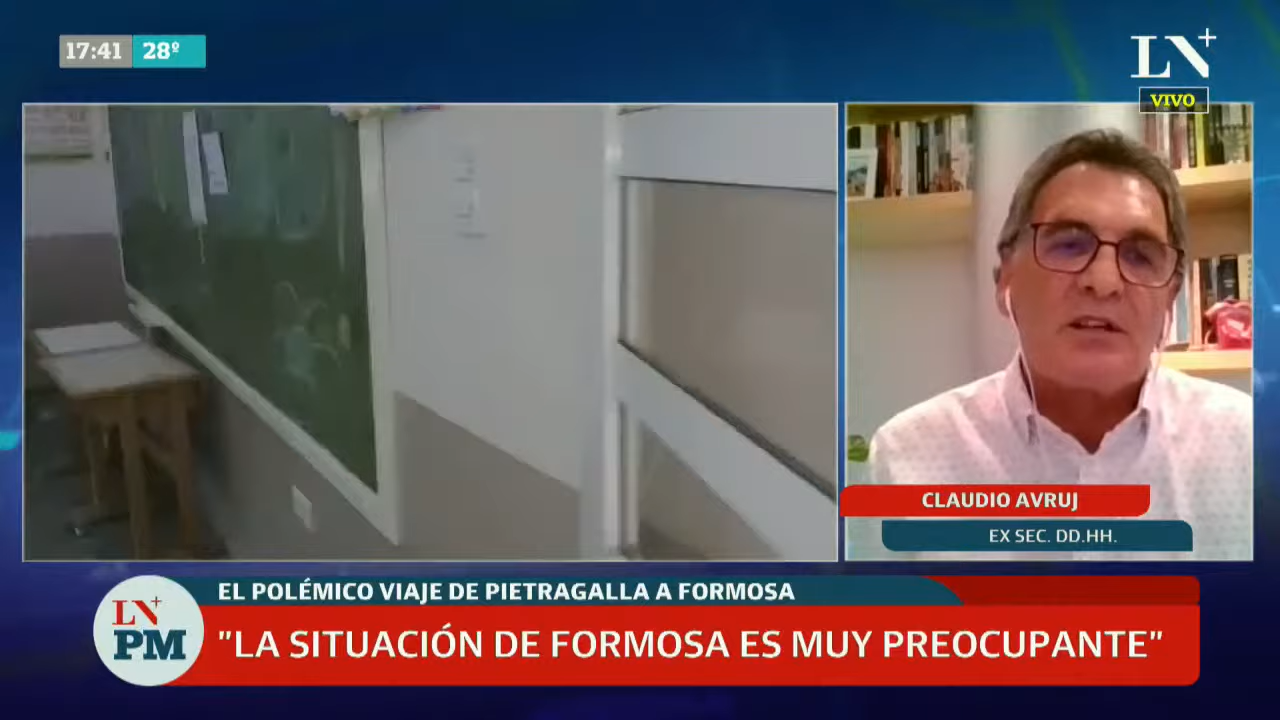 17:41 28º
LN+
VIVO
CLAUDIO AVRUJ
EX SEC. DD.HH.
EL POLÉMICO VIAJE DE PIETRAGALLA A FORMOSA
LN+
PM
"LA SITUACIÓN DE FORMOSA ES MUY PREOCUPANTE"